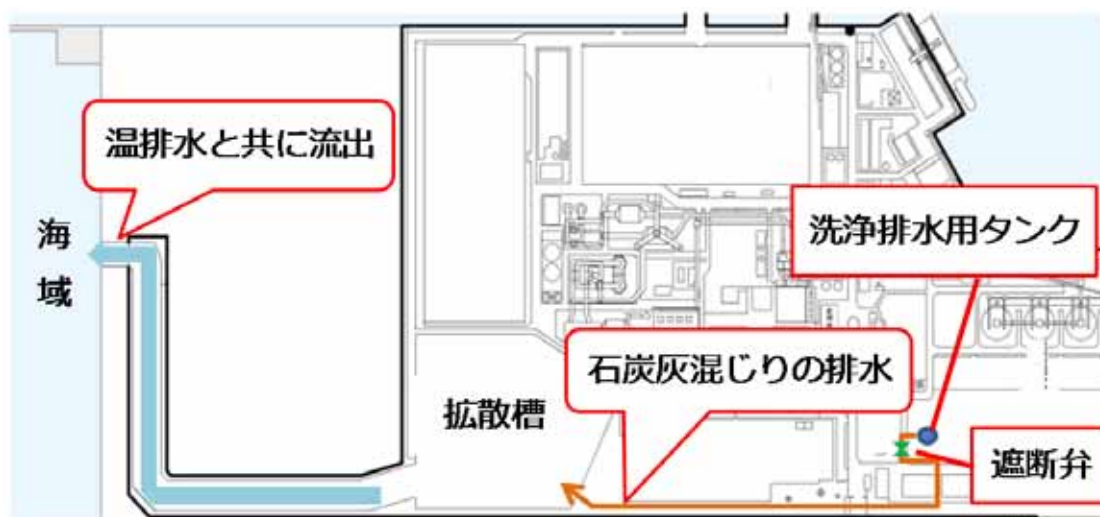 温排水と共に流出
海域
洗浄排水用タンク
石炭灰混じりの排水
拡散槽
遮断弁